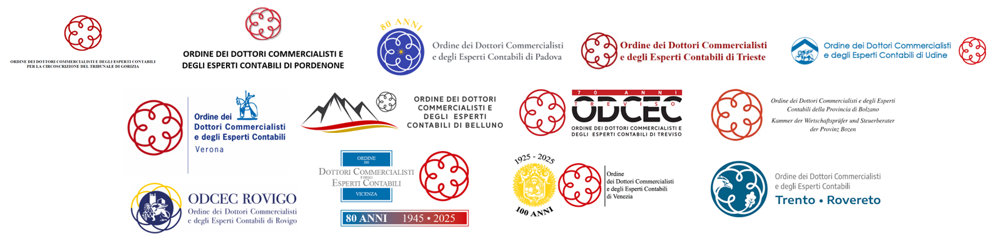 ORDINE DEI DOTTORI COMMERCIALISTI E DEGLI ESPERTI CONTABILI
PER LA CIRCOSCRIZIONE DEL TRIBUNALE DI GORIZIA
ORDINE DEI DOTTORI COMMERCIALISTI E
DEGLI ESPERTI CONTABILI DI PORDENONE
80 ANNI
Ordine dei Dottori Commercialisti
e degli Esperti Contabili di Padova
Ordine dei Dottori Commercialisti
e degli Esperti Contabili di Trieste
Ordine dei Dottori Commercialisti
e degli Esperti Contabili di Udine
Ordine dei
Dottori Commercialisti
e degli Esperti Contabili
Verona
ORDINE DEI DOTTORI
COMMERCIALISTI E
DEGLI ESPERTI
CONTABILI DI BELLUNO
70 ANNI
TREVISO
ODCEC
ORDINE DEI DOTTORI COMMERCIALISTI E
DEGLI ESPERTI CONTABILI DI TREVISO
Ordine dei Dottori Commercialisti e degli Esperti
Contabili della Provincia di Bolzano
Kammer der Wirtschaftsprüfer und Steuerberater
der Provinz Bozen
ODCEC ROVIGO
Ordine dei Dottori Commercialisti
e degli Esperti Contabili di Rovigo
ORDINE
DEI
DOTTORI COMMERCIALISTI
E DEGLI
ESPERTI CONTABILI
VICENZA
80 ANNI 1945 • 2025
1925 - 2025
100 ANNI
Ordine
dei Dottori Commercialisti
e degli Esperti Contabili
di Venezia
Ordine dei Dottori Commercialisti
e degli Esperti Contabili
Trento • Rovereto